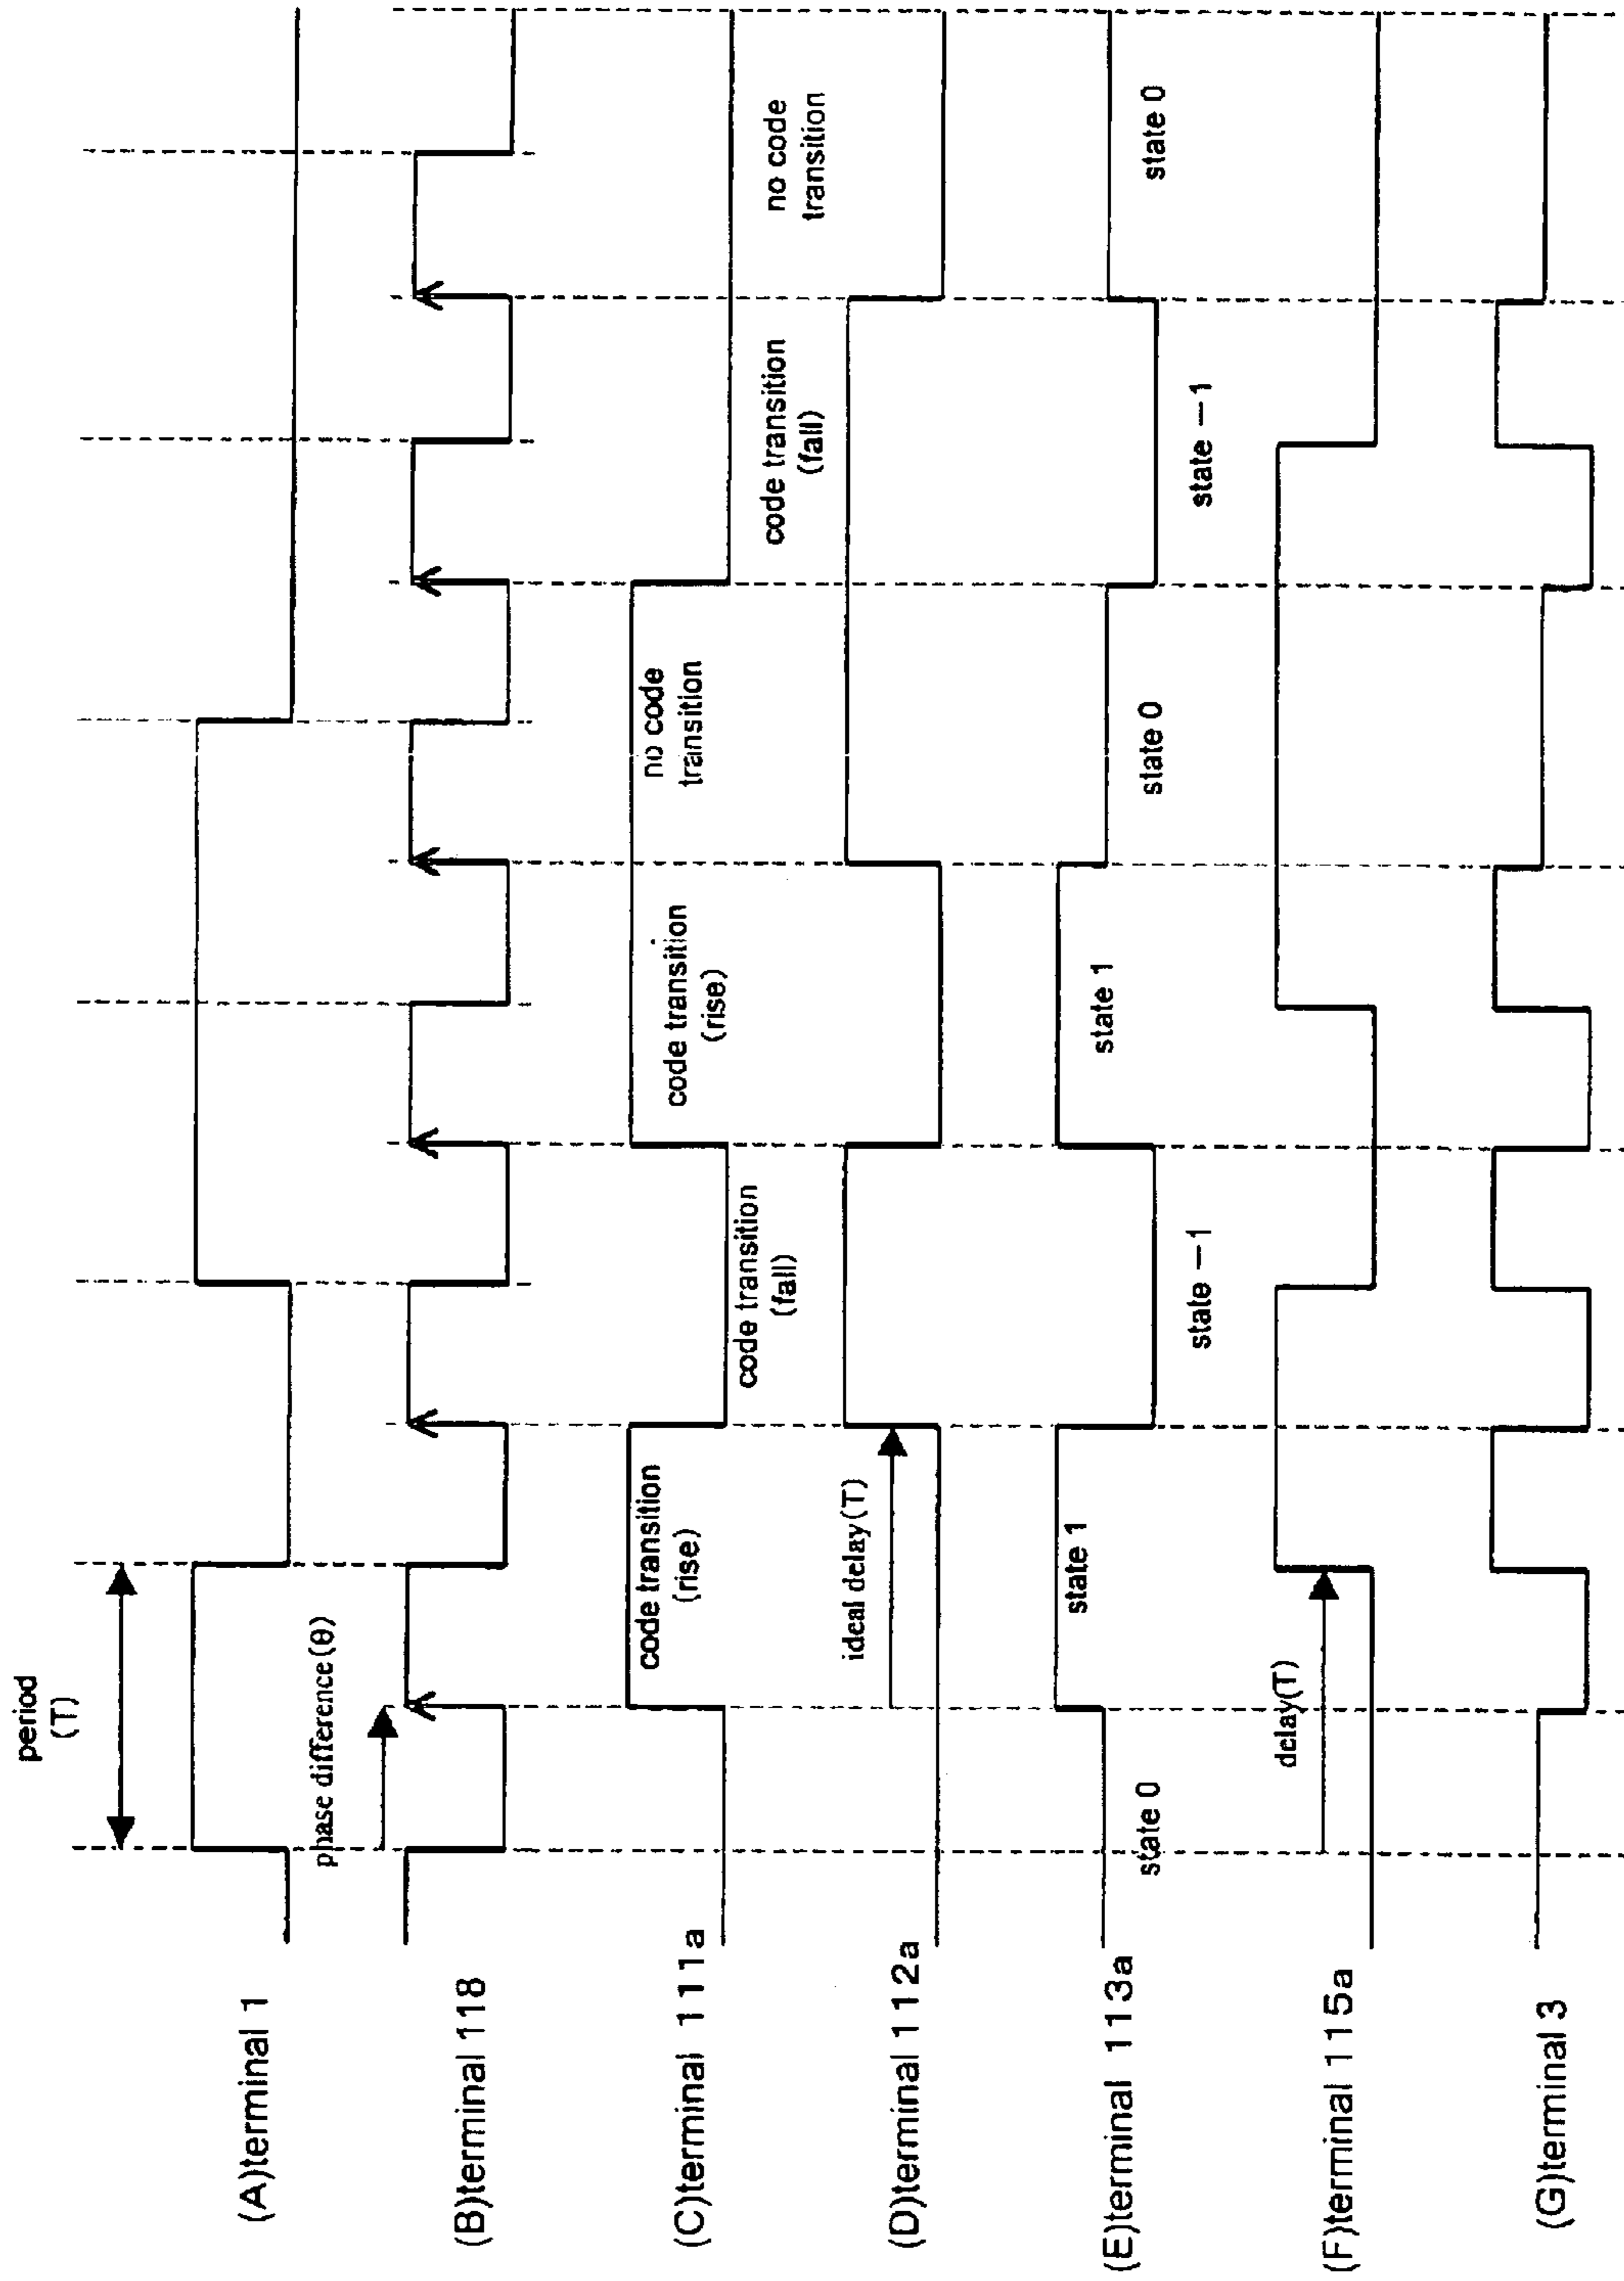 period
(T)
(A)terminal 1
phase difference(θ)
(B)terminal 118
(C)terminal 111a
code transition
(rise)
code transition
(fall)
code transition
(rise)
no code
transition
code transition
(fall)
no code
transition
(D)terminal 112a
ideal delay(T)
(E)terminal 113a
state 0
state 1
state −1
state 1
state 0
state −1
state 0
(F)terminal 115a
delay(T)
(G)terminal 3